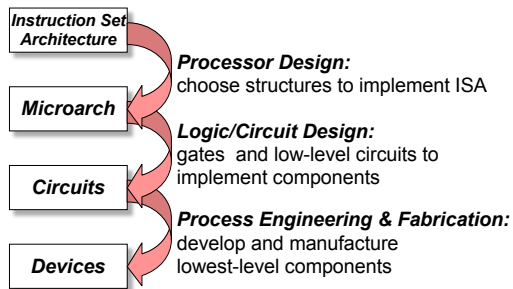 Instruction Set
Architecture
Processor Design:
choose structures to implement ISA
Microarch
Logic/Circuit Design:
gates and low-level circuits to
implement components
Circuits
Process Engineering & Fabrication:
develop and manufacture
lowest-level components
Devices